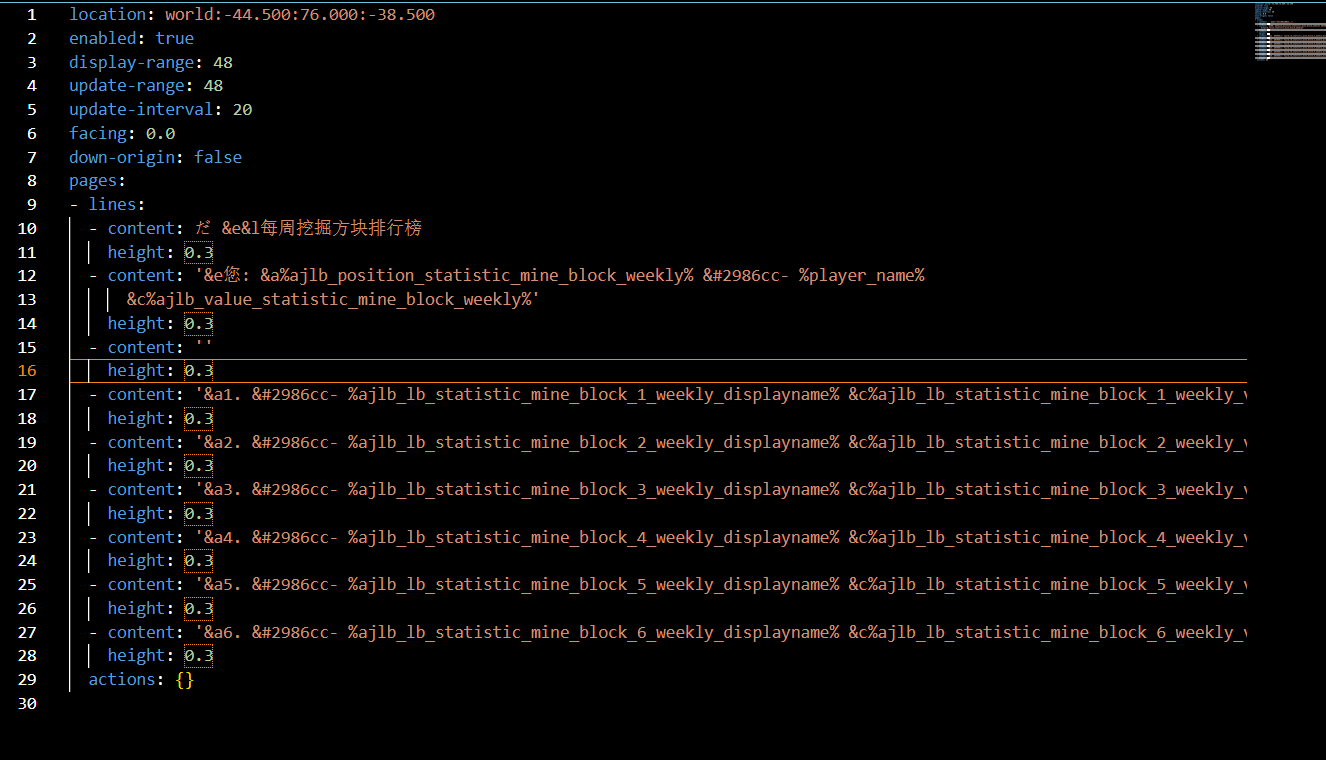 1 location: world:-44.500:76.000:-38.500
2 enabled: true
3 display-range: 48
4 update-range: 48
5 update-interval: 20
6 facing: 0.0
7 down-origin: false
8 pages:
9 - lines:
10 - content: だ &e&l每周挖掘方块排行榜
11 height: 0.3
12 - content: '&e您: &a%ajlb_position_statistic_mine_block_weekly% &#2986cc- %player_name%
13 &c%ajlb_value_statistic_mine_block_weekly%'
14 height: 0.3
15 - content: ''
16 height: 0.3
17 - content: '&a1. &#2986cc- %ajlb_lb_statistic_mine_block_1_weekly_displayname% &c%ajlb_lb_statistic_mine_block_1_weekly_v
18 height: 0.3
19 - content: '&a2. &#2986cc- %ajlb_lb_statistic_mine_block_2_weekly_displayname% &c%ajlb_lb_statistic_mine_block_2_weekly_v
20 height: 0.3
21 - content: '&a3. &#2986cc- %ajlb_lb_statistic_mine_block_3_weekly_displayname% &c%ajlb_lb_statistic_mine_block_3_weekly_v
22 height: 0.3
23 - content: '&a4. &#2986cc- %ajlb_lb_statistic_mine_block_4_weekly_displayname% &c%ajlb_lb_statistic_mine_block_4_weekly_v
24 height: 0.3
25 - content: '&a5. &#2986cc- %ajlb_lb_statistic_mine_block_5_weekly_displayname% &c%ajlb_lb_statistic_mine_block_5_weekly_v
26 height: 0.3
27 - content: '&a6. &#2986cc- %ajlb_lb_statistic_mine_block_6_weekly_displayname% &c%ajlb_lb_statistic_mine_block_6_weekly_v
28 height: 0.3
29 actions: {}
30